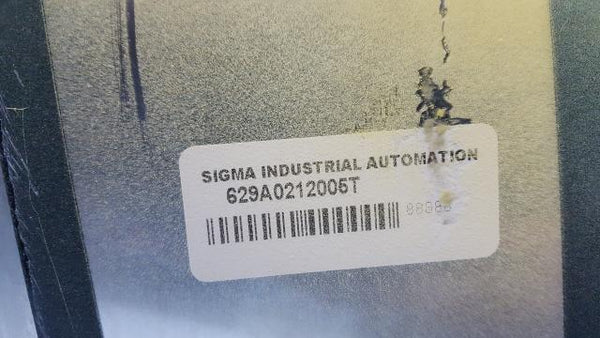 SIGMA INDUSTRIAL AUTOMATION
629A0212005T